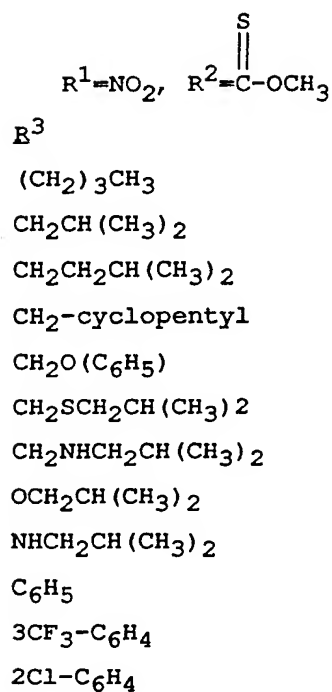 S
R¹=NO₂, R²=C-OCH₃
R³
(CH₂)₃CH₃
CH₂CH(CH₃)₂
CH₂CH₂CH(CH₃)₂
CH₂-cyclopentyl
CH₂O(C₆H₅)
CH₂SCH₂CH(CH₃)2
CH₂NHCH₂CH(CH₃)₂
OCH₂CH(CH₃)₂
NHCH₂CH(CH₃)₂
C₆H₅
3CF₃-C₆H₄
2Cl-C₆H₄